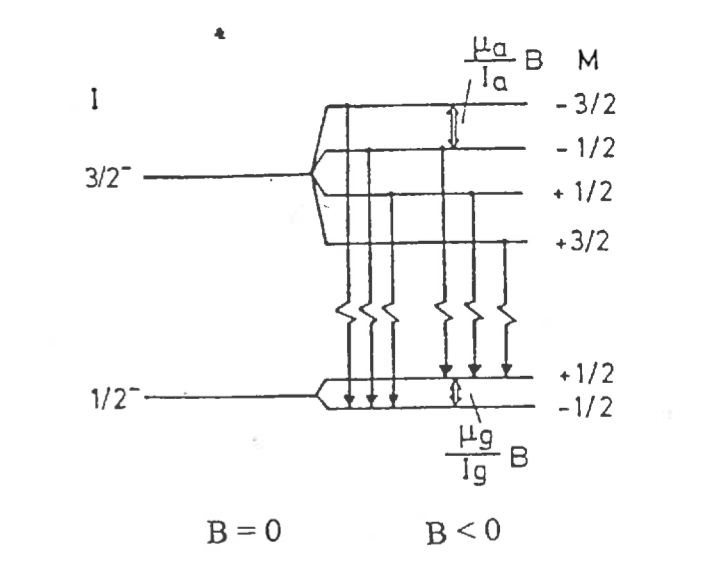 μa
Ia
B
M
I
- 3/2
- 1/2
3/2⁻
+ 1/2
+3/2
+1/2
1/2⁻
-1/2
μg
Ig
B
B = 0
B < 0